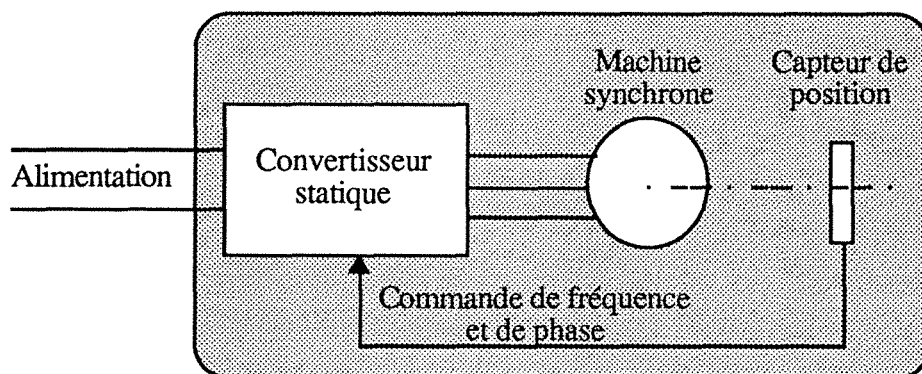 Machine
synchrone
Capteur de
position
Alimentation
Convertisseur
statique
Commande de fréquence
et de phase